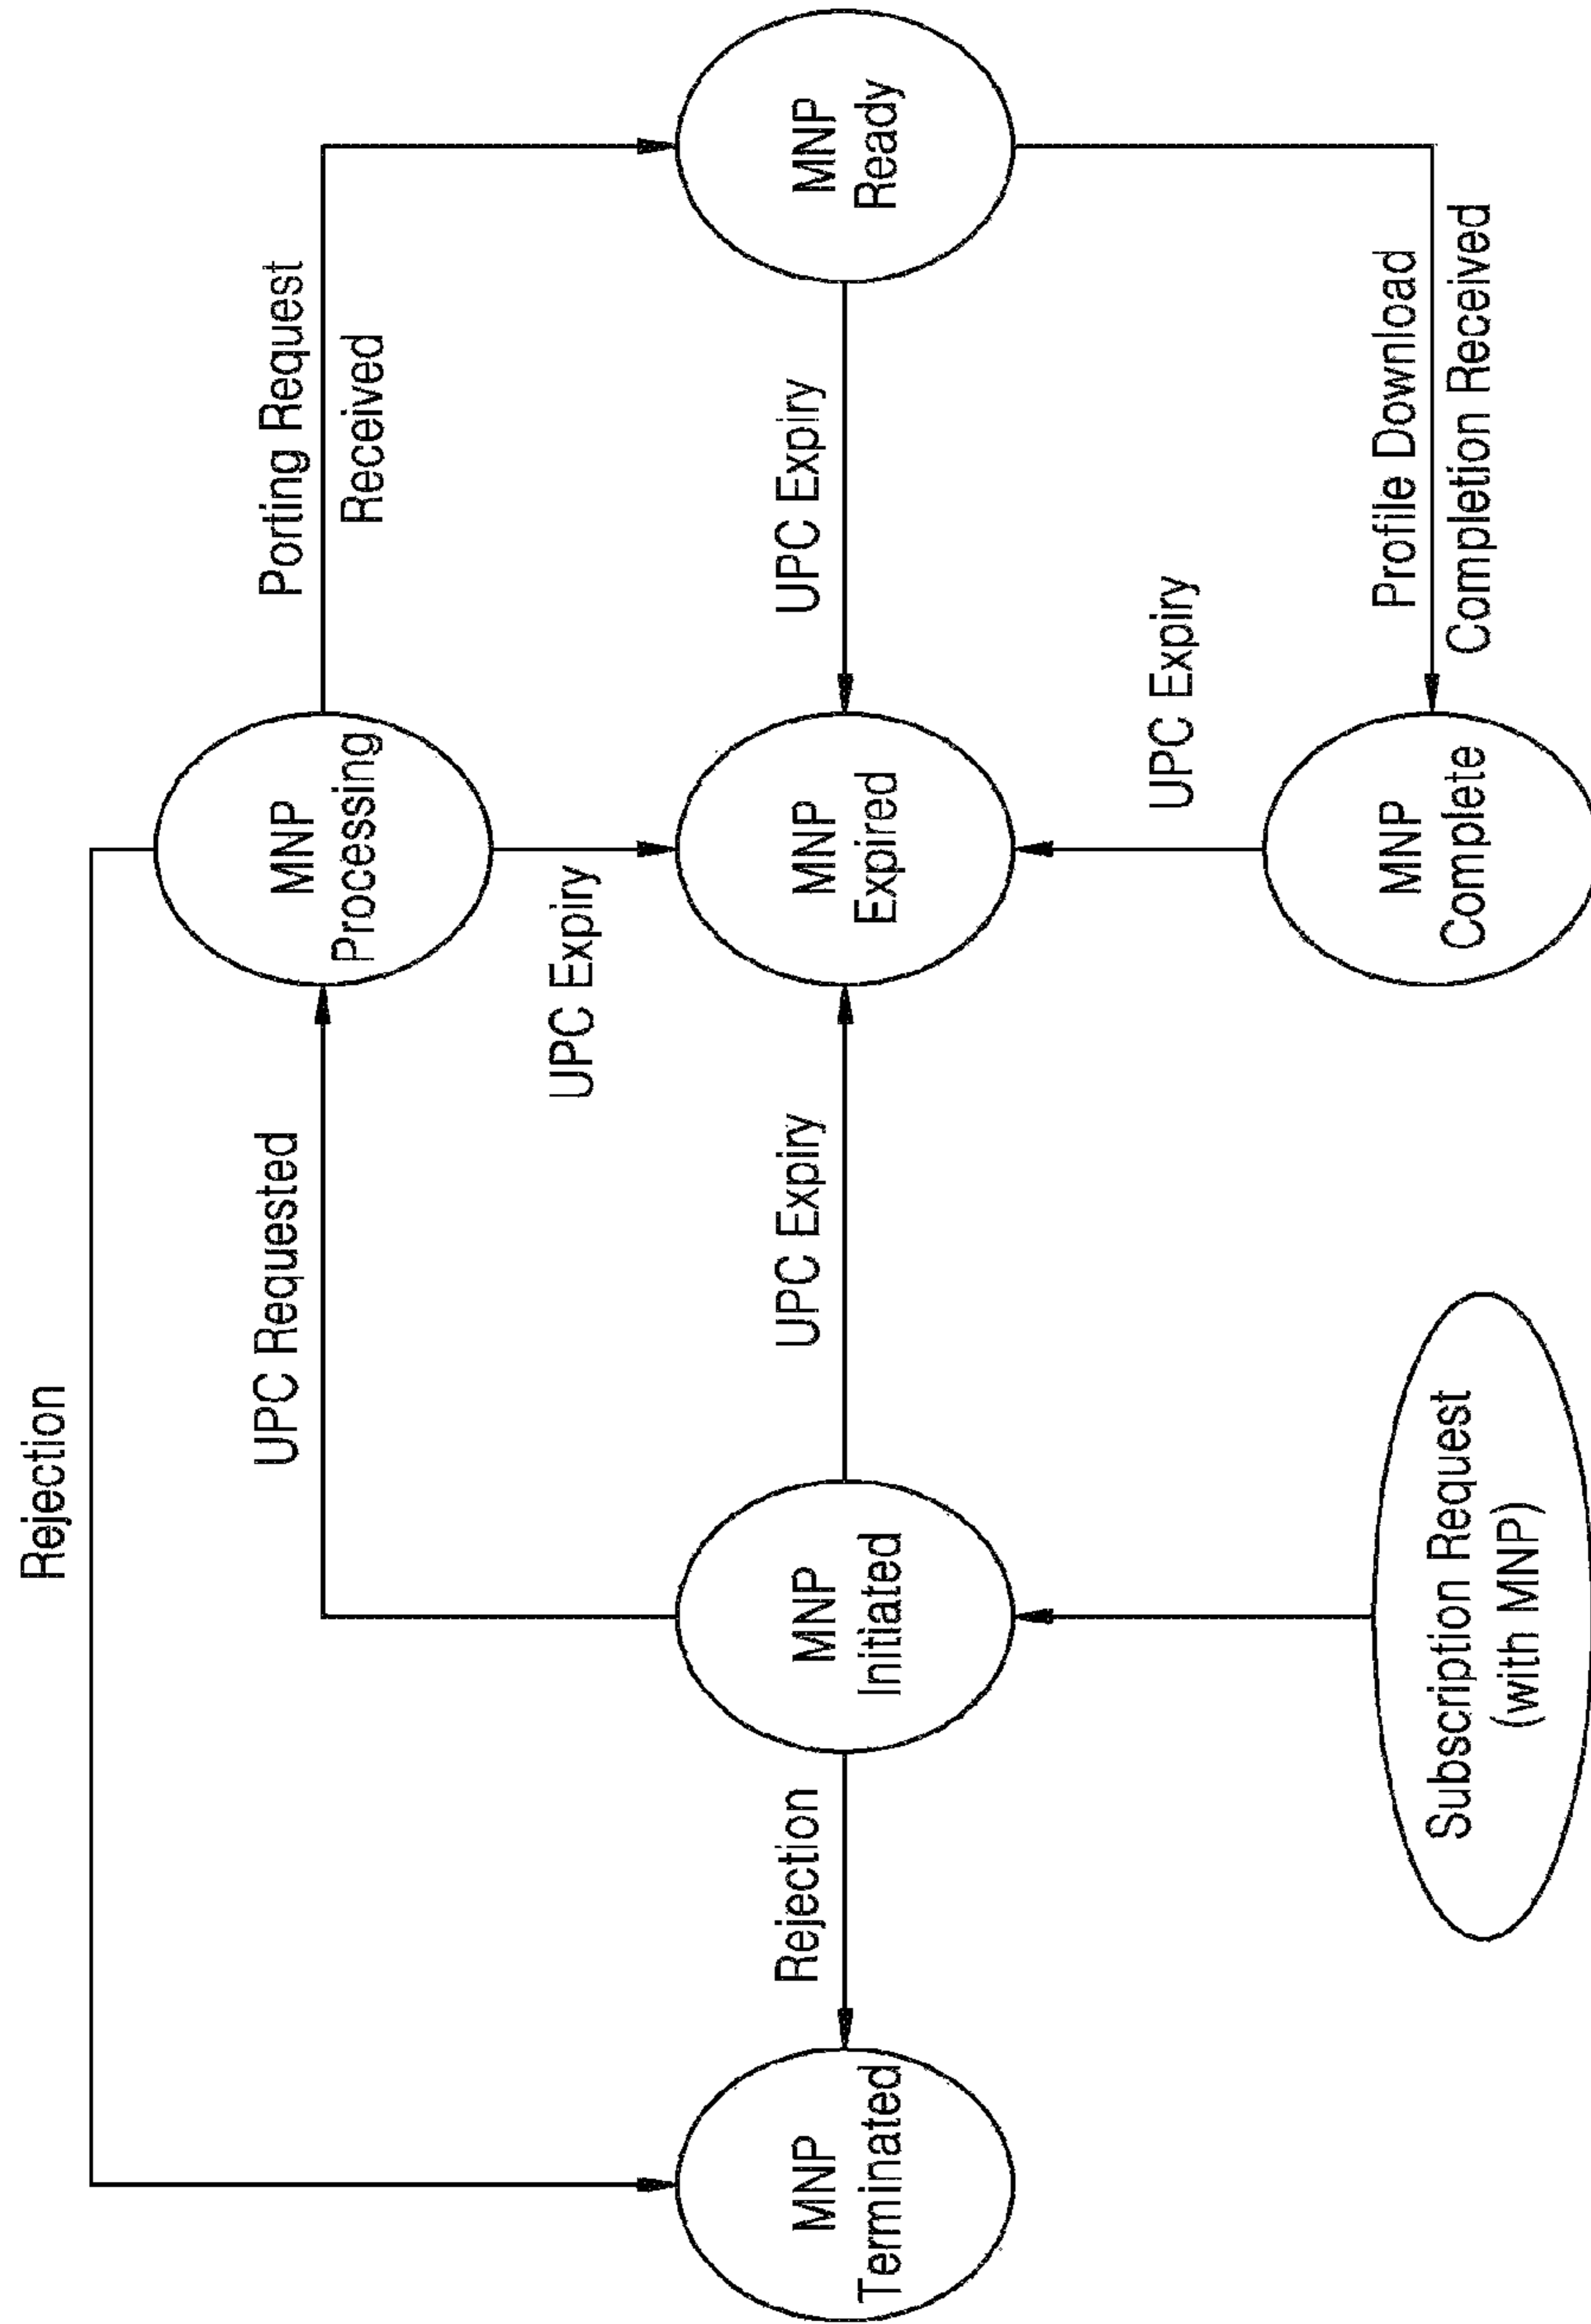 Rejection
UPC Requested
Porting Request
Received
MNP
Processing
UPC Expiry
MNP
Terminated
Rejection
MNP
Initiated
UPC Expiry
MNP
Expired
UPC Expiry
MNP
Ready
UPC Expiry
Subscription Request
(with MNP)
MNP
Complete
Profile Download
Completion Received